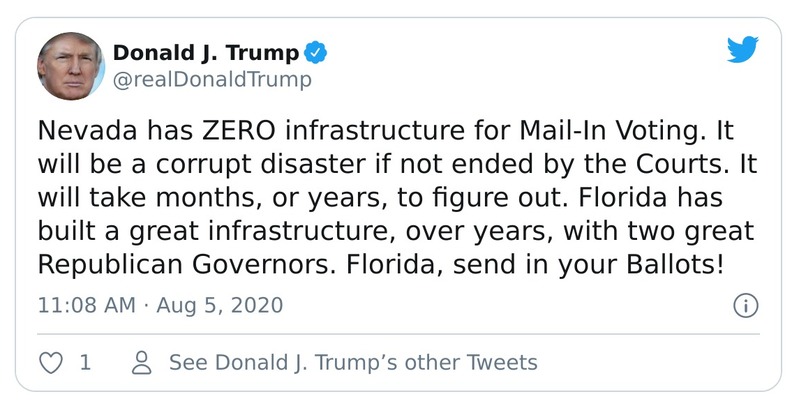 Donald J. Trump
@realDonaldTrump
Nevada has ZERO infrastructure for Mail-In Voting. It
will be a corrupt disaster if not ended by the Courts. It
will take months, or years, to figure out. Florida has
built a great infrastructure, over years, with two great
Republican Governors. Florida, send in your Ballots!
11:08 AM · Aug 5, 2020
1 See Donald J. Trump’s other Tweets